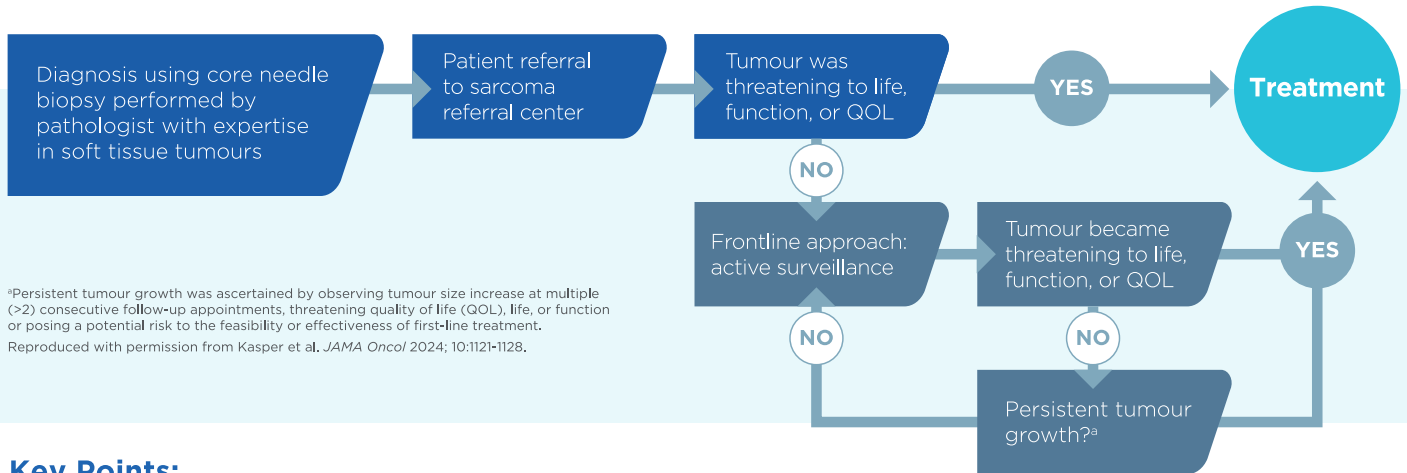 Diagnosis using core needle
biopsy performed by
pathologist with expertise
in soft tissue tumours
Patient referral
to sarcoma
referral center
Tumour was
threatening to life,
function, or QOL
YES
Treatment
NO
Frontline approach:
active surveillance
Tumour became
threatening to life,
function, or QOL
YES
NO
NO
Persistent tumour
growth?ᵃ
ᵃPersistent tumour growth was ascertained by observing tumour size increase at multiple
(>2) consecutive follow-up appointments, threatening quality of life (QOL), life, or function
or posing a potential risk to the feasibility or effectiveness of first-line treatment.
Reproduced with permission from Kasper et al. JAMA Oncol 2024; 10:1121-1128.
Key Points: